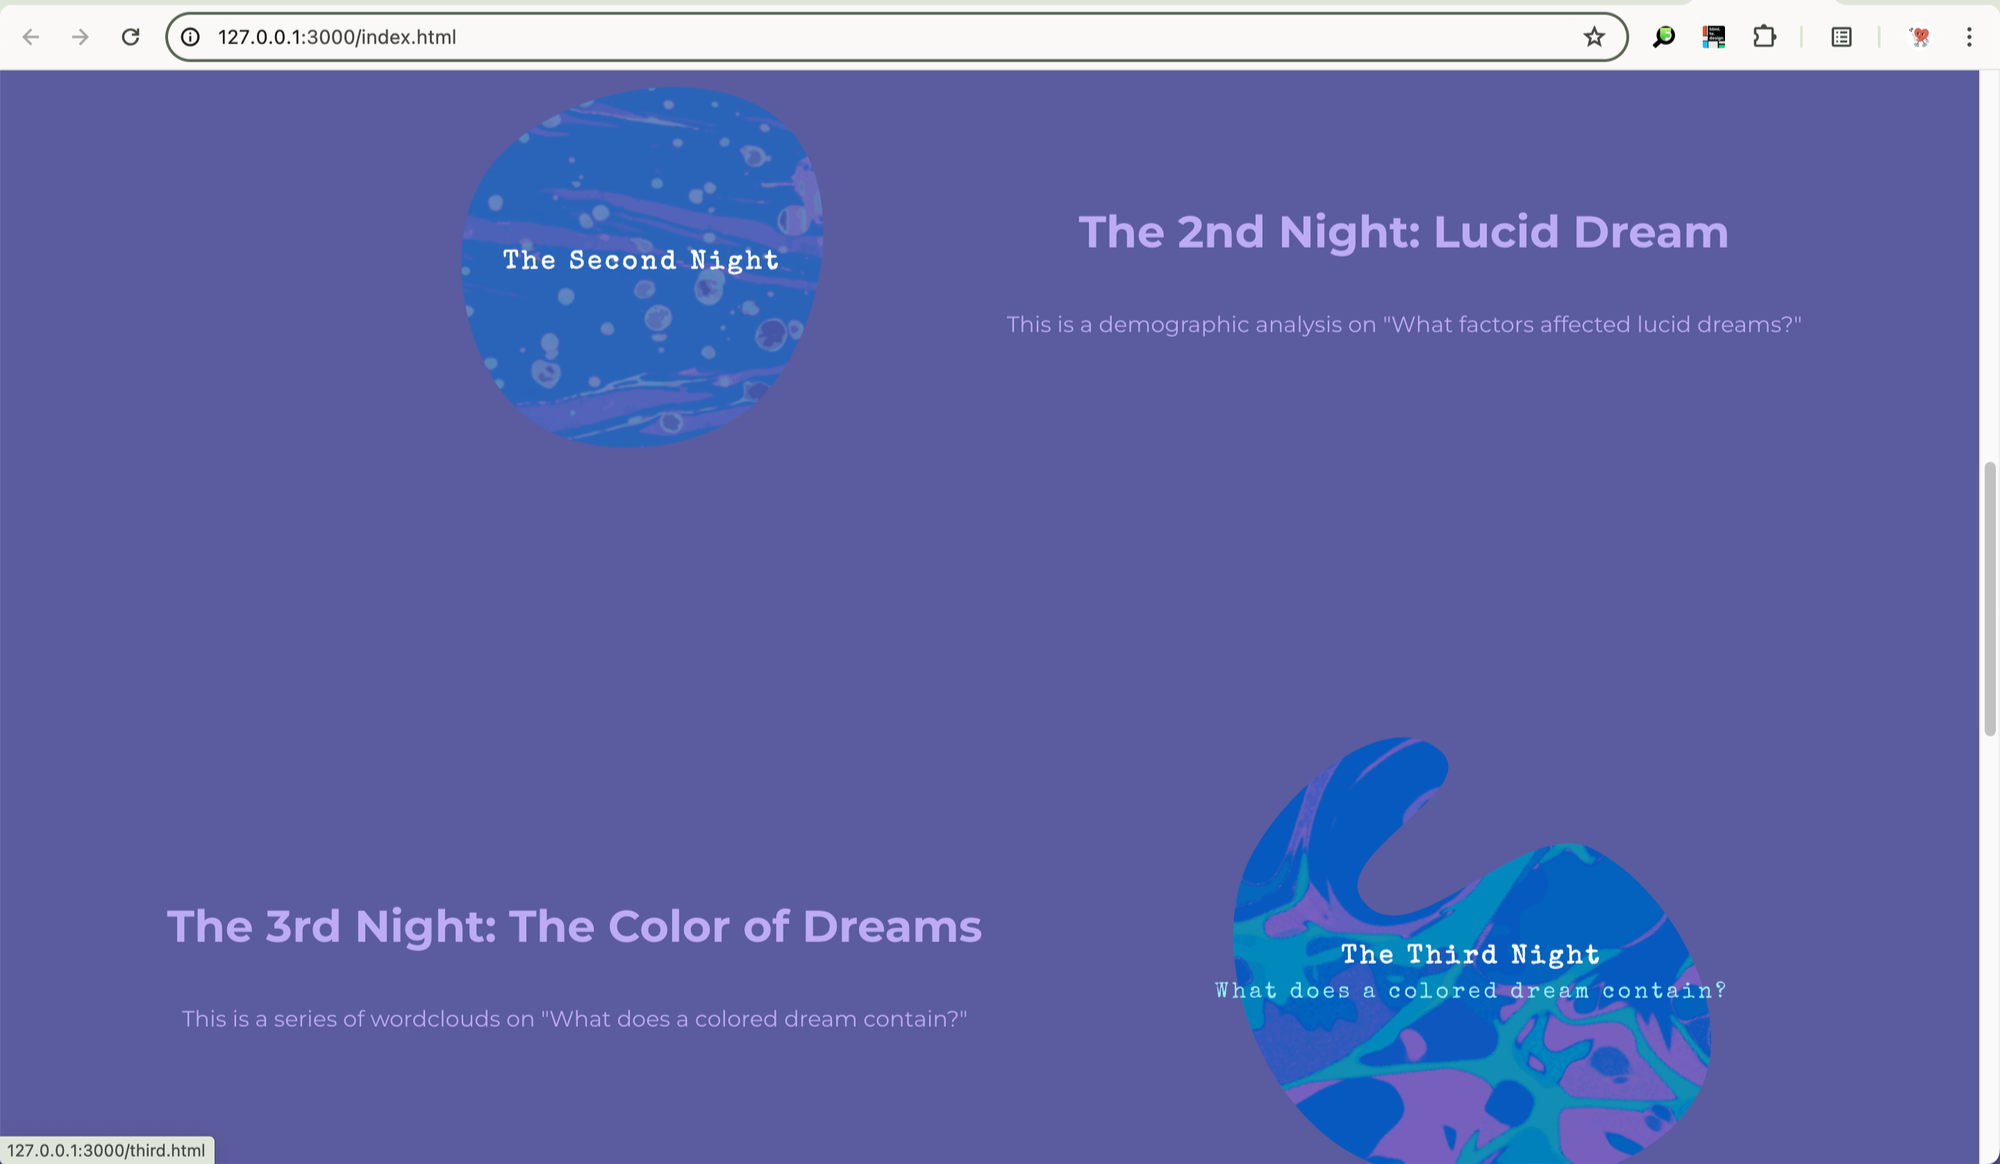 127.0.0.1:3000/index.html
The Second Night
The 2nd Night: Lucid Dream
This is a demographic analysis on "What factors affected lucid dreams?"
The 3rd Night: The Color of Dreams
This is a series of wordclouds on "What does a colored dream contain?"
The Third Night
What does a colored dream contain?
127.0.0.1:3000/third.html